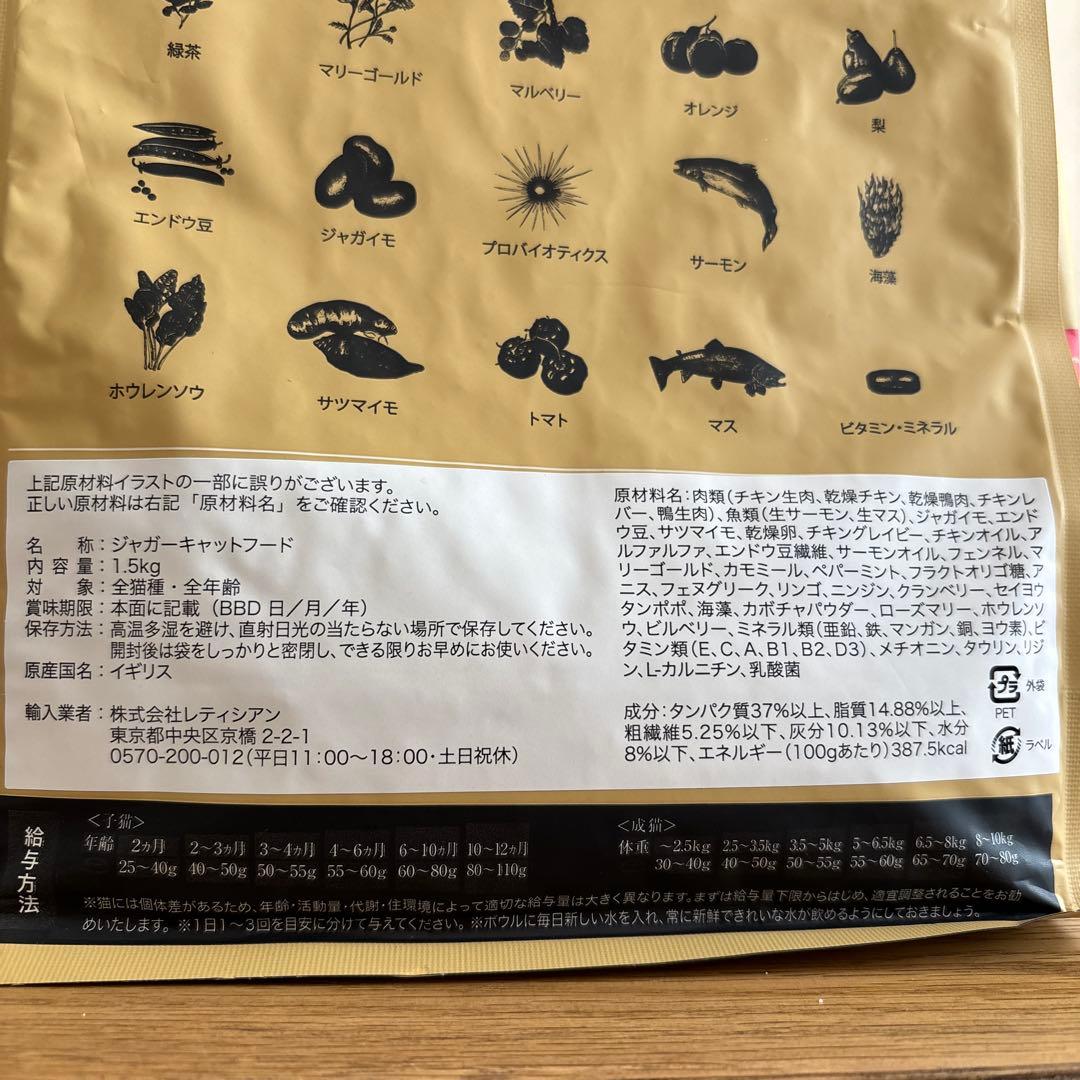 緑茶
マリーゴールド
マルベリー
オレンジ
梨
エンドウ豆
ジャガイモ
プロバイオティクス
サーモン
海藻
ホウレンソウ
サツマイモ
トマト
マス
ビタミン・ミネラル
上記原材料イラストの一部に誤りがございます。
正しい原材料は右記「原材料名」をご確認ください。
名　称：ジャガーキャットフード
内容量：1.5kg
対　象：全猫種・全年齢
賞味期限：本面に記載（BBD 日／月／年）
保存方法：高温多湿を避け、直射日光の当たらない場所で保存してください。
開封後は袋をしっかりと密閉し、できる限りお早めにお使いください。
原産国名：イギリス
輸入業者：株式会社レティシアン
東京都中央区京橋 2-2-1
0570-200-012（平日11：00～18：00・土日祝休）
原材料名：肉類（チキン生肉、乾燥チキン、乾燥鴨肉、チキンレ
バー、鴨生肉）、魚類（生サーモン、生マス）、ジャガイモ、エンド
ウ豆、サツマイモ、乾燥卵、チキングレイビー、チキンオイル、ア
ルファルファ、エンドウ豆繊維、サーモンオイル、フェンネル、マ
リーゴールド、カモミール、ペパーミント、フラクトオリゴ糖、ア
ニス、フェヌグリーク、リンゴ、ニンジン、クランベリー、セイヨウ
タンポポ、海藻、カボチャパウダー、ローズマリー、ホウレンソ
ウ、ビルベリー、ミネラル類（亜鉛、鉄、マンガン、銅、ヨウ素）、ビ
タミン類（E、C、A、B1、B2、D3）、メチオニン、タウリン、リジ
ン、L-カルニチン、乳酸菌
成分：タンパク質37%以上、脂質14.88%以上、
粗繊維5.25%以下、灰分10.13%以下、水分
8%以下、エネルギー（100gあたり）387.5kcal
プラ 外袋
PET
紙 ラベル
給与方法
＜子猫＞
年齢 2カ月 2～3カ月 3～4カ月 4～6カ月 6～10カ月 10～12カ月
25～40g 40～50g 50～55g 55～60g 60～80g 80～110g
＜成猫＞
体重 ～2.5kg 2.5～3.5kg 3.5～5kg 5～6.5kg 6.5～8kg 8～10kg
30～40g 40～50g 50～55g 55～60g 65～70g 70～80g
※猫には個体差があるため、年齢・活動量・代謝・住環境によって適切な給与量は大きく異なります。まずは給与量下限からはじめ、適宜調整されることをお勧
めいたします。※1日1～3回を目安に分けて与えてください。※ボウルに毎日新しい水を入れ、常に新鮮できれいな水が飲めるようにしておきましょう。